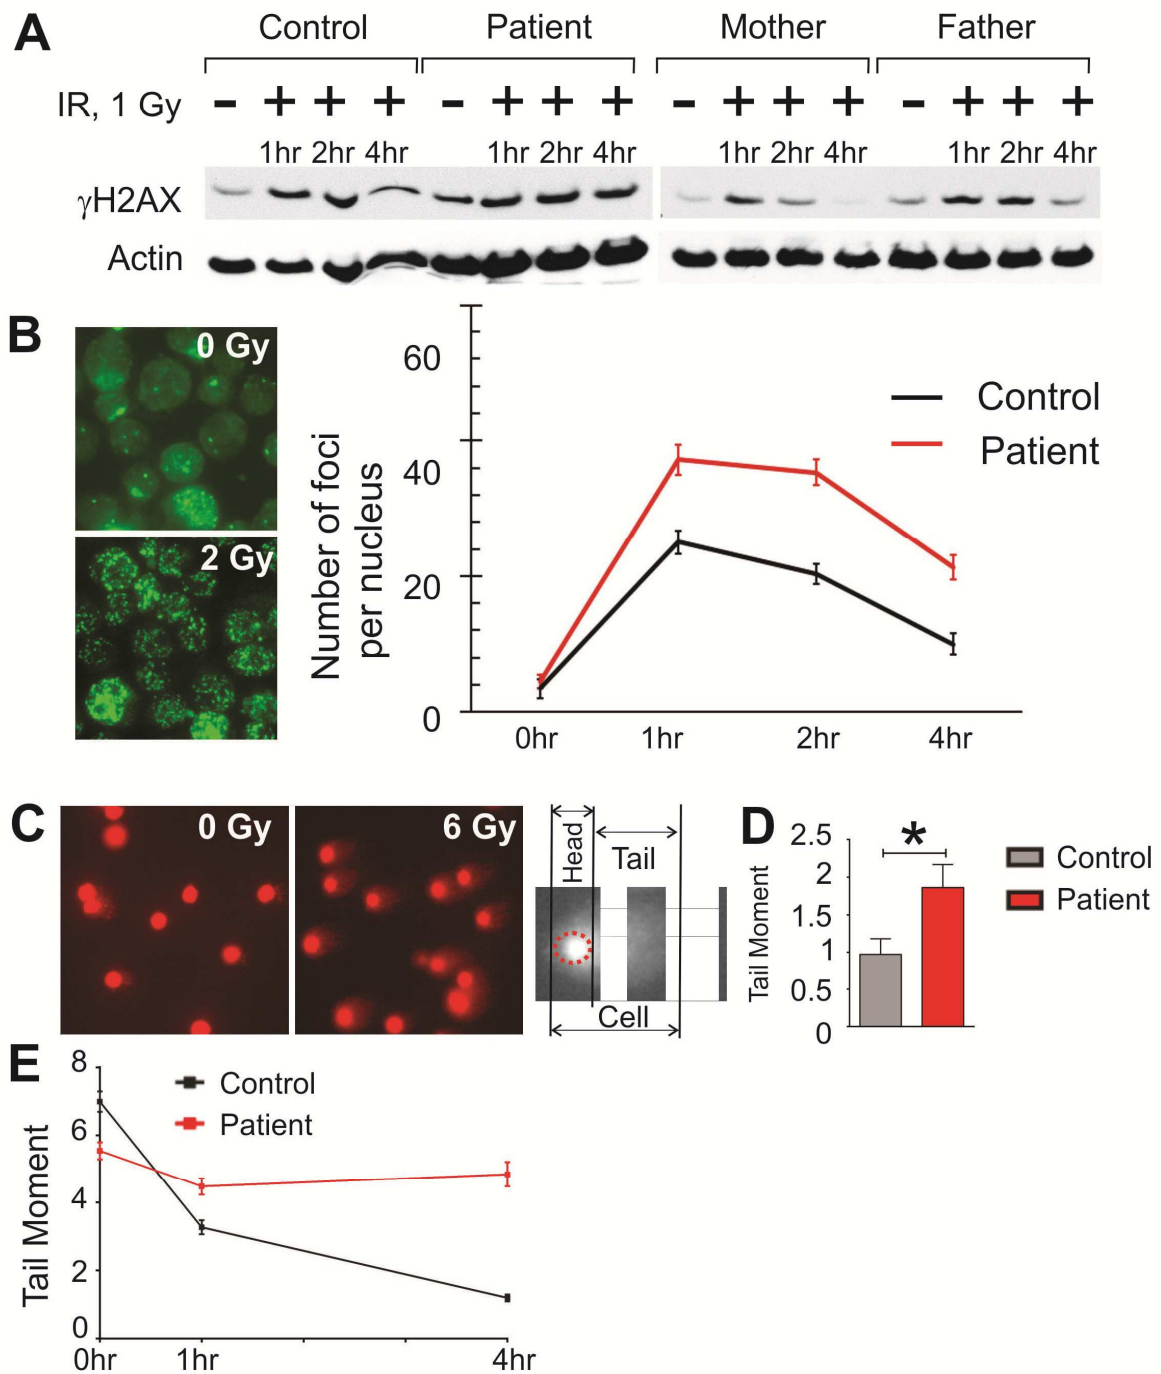 A
Control Patient Mother Father
IR, 1 Gy - + + + - + + + - + + + - + + +
1hr 2hr 4hr 1hr 2hr 4hr 1hr 2hr 4hr 1hr 2hr 4hr
γH2AX
Actin
B
0 Gy
2 Gy
Number of foci
per nucleus
60
40
20
0
0hr 1hr 2hr 4hr
Control
Patient
C
0 Gy
6 Gy
Head
Tail
Cell
D
Tail Moment
2.5
2
1.5
1
0.5
0
*
Control
Patient
E
Tail Moment
8
6
4
2
0
0hr 1hr 4hr
Control
Patient